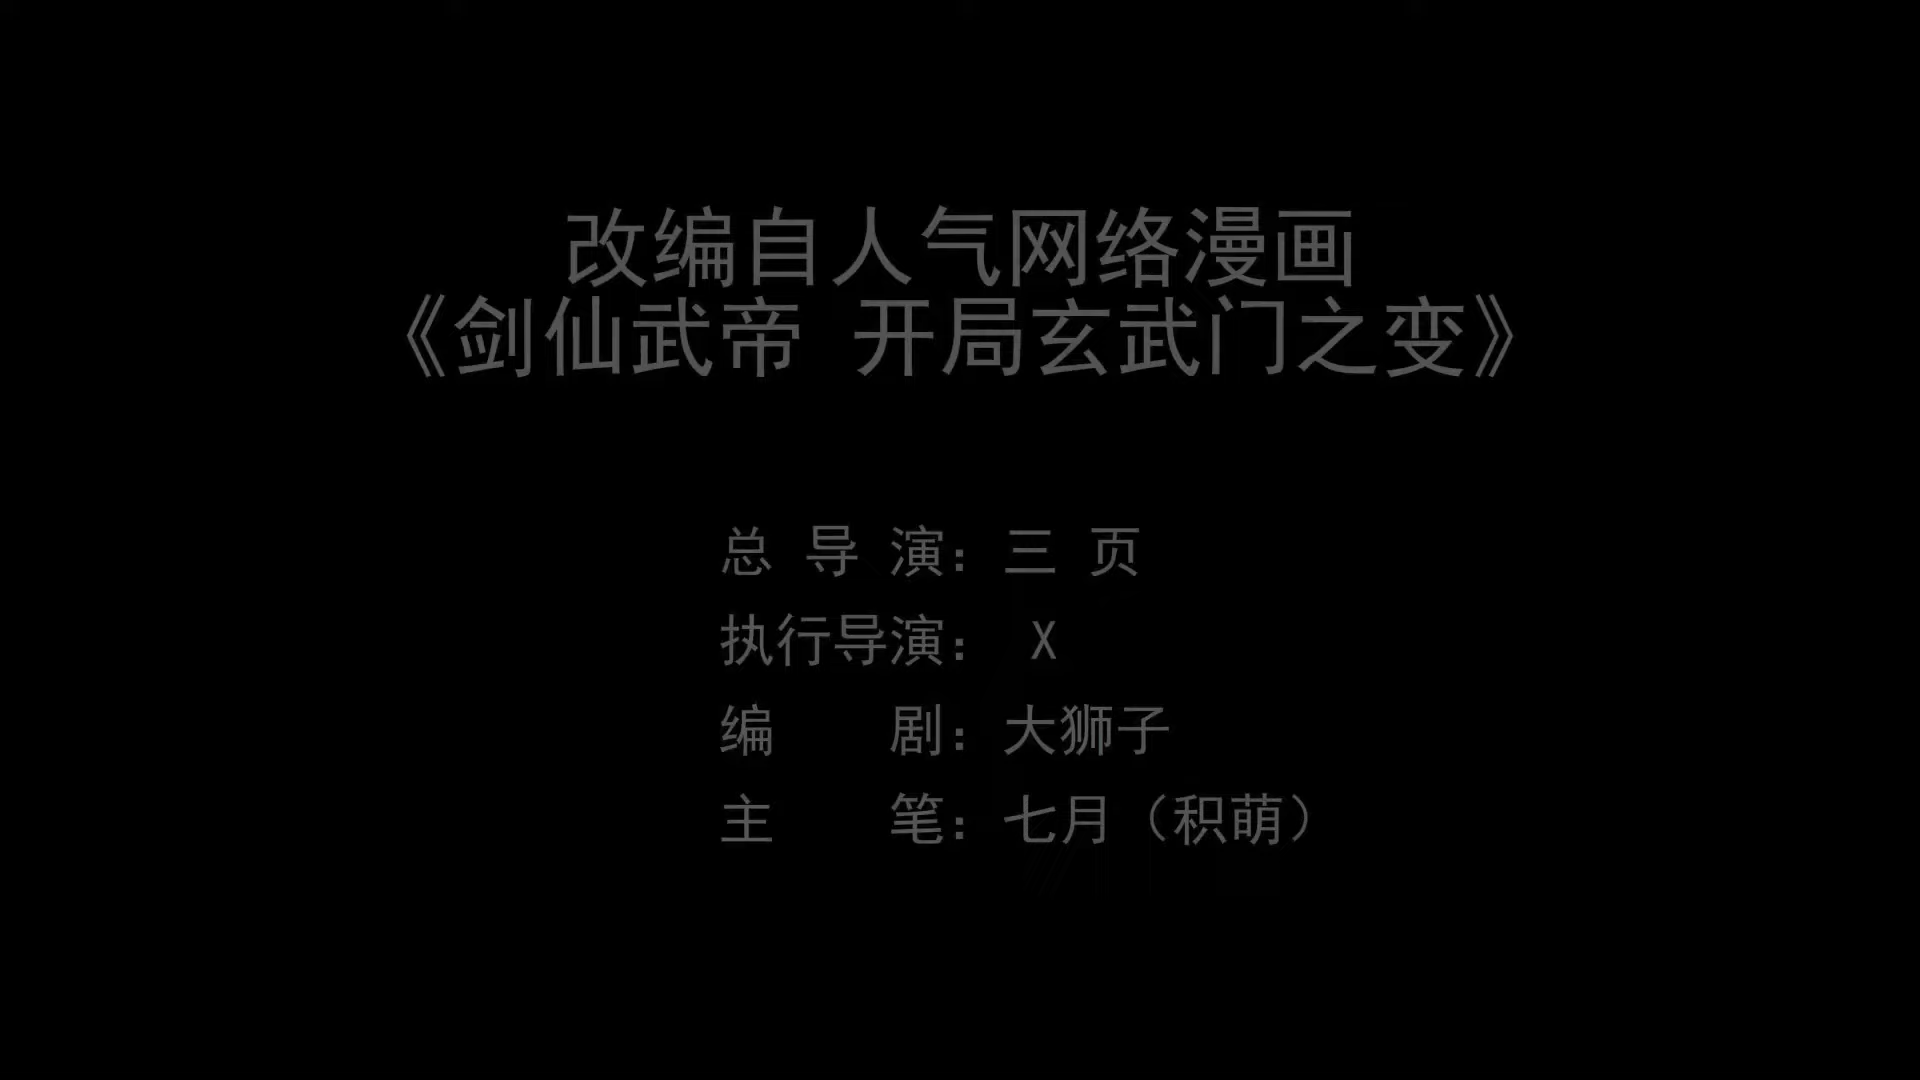 改编自人气网络漫画
《剑仙武帝 开局玄武门之变》
总 导 演：三 页
执行导演： X
编　　剧：大狮子
主　　笔：七月（积萌）